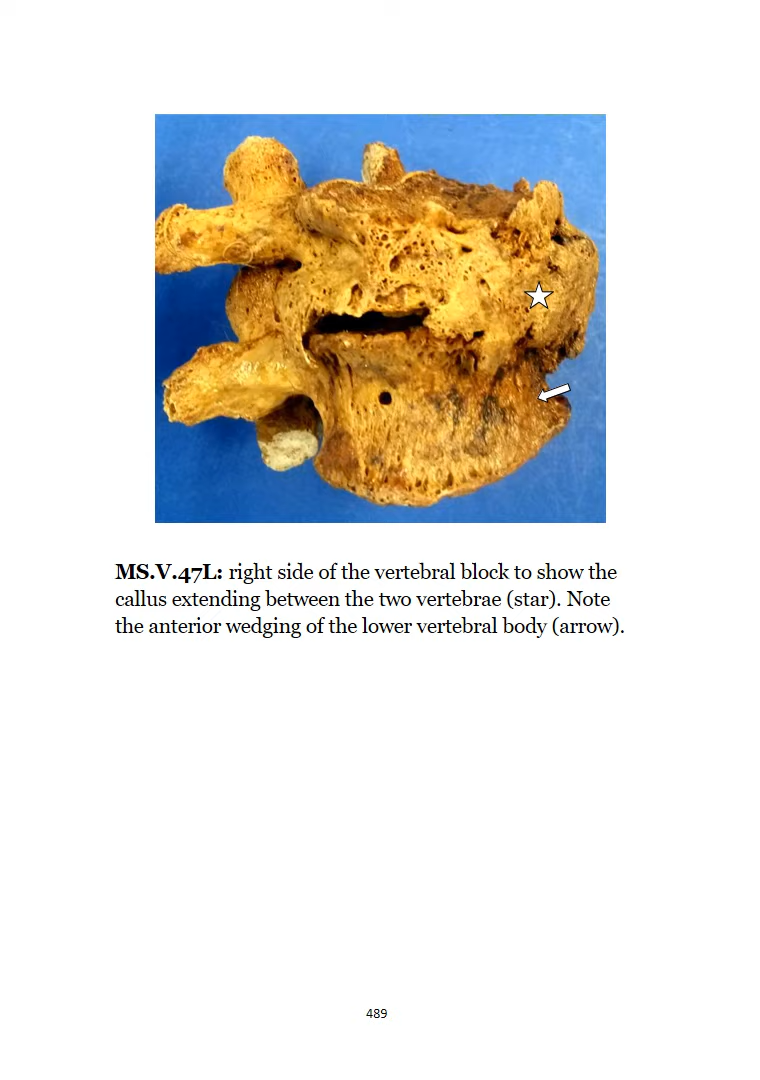 MS.V.47L: right side of the vertebral block to show the
callus extending between the two vertebrae (star). Note
the anterior wedging of the lower vertebral body (arrow).
489